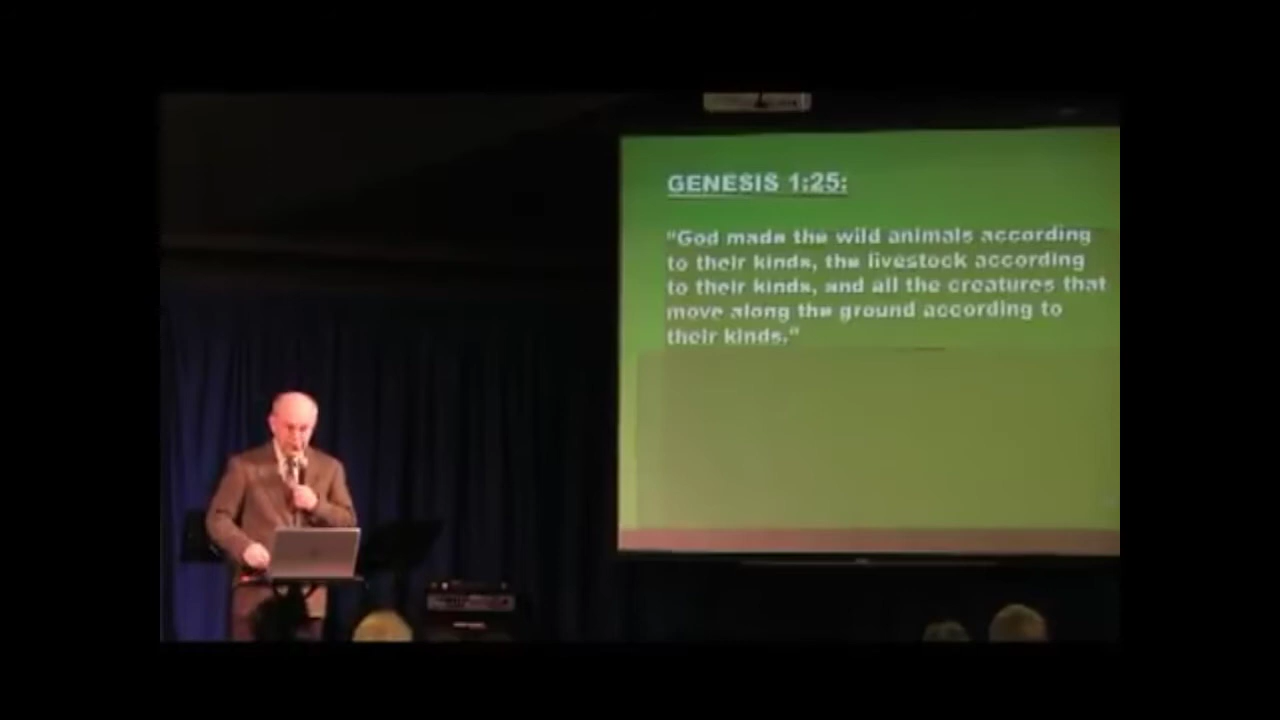 GENESIS 1:25:
“God made the wild animals according
to their kinds, the livestock according
to their kinds, and all the creatures that
move along the ground according to
their kinds.”